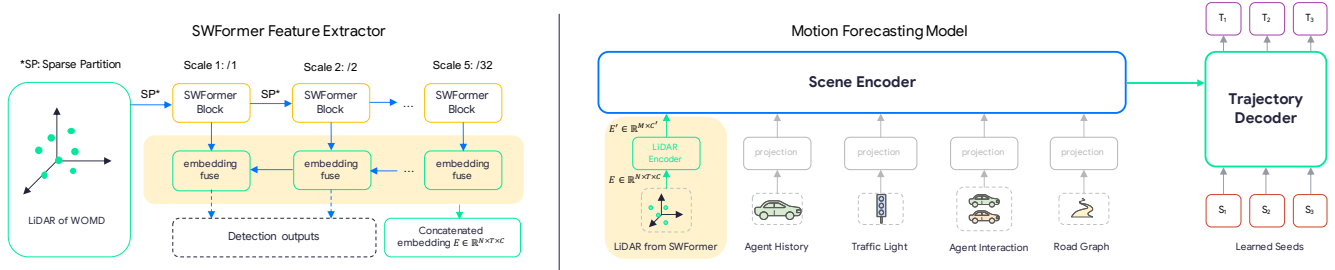 SWFormer Feature Extractor
*SP: Sparse Partition
Scale 1: /1
Scale 2: /2
Scale 5: /32
SP*
SP*
SWFormer
Block
SWFormer
Block
...
SWFormer
Block
embedding
fuse
embedding
fuse
...
embedding
fuse
LiDAR of WOMD
Detection outputs
Concatenated
embedding E ∈ ℝ^{N×T×C}
Motion Forecasting Model
Scene Encoder
E' ∈ ℝ^{M×C'}
LiDAR
Encoder
E ∈ ℝ^{N×T×C}
projection
projection
projection
projection
LiDAR from SWFormer
Agent History
Traffic Light
Agent Interaction
Road Graph
T₁
T₂
T₃
Trajectory
Decoder
S₁
S₂
S₃
Learned Seeds